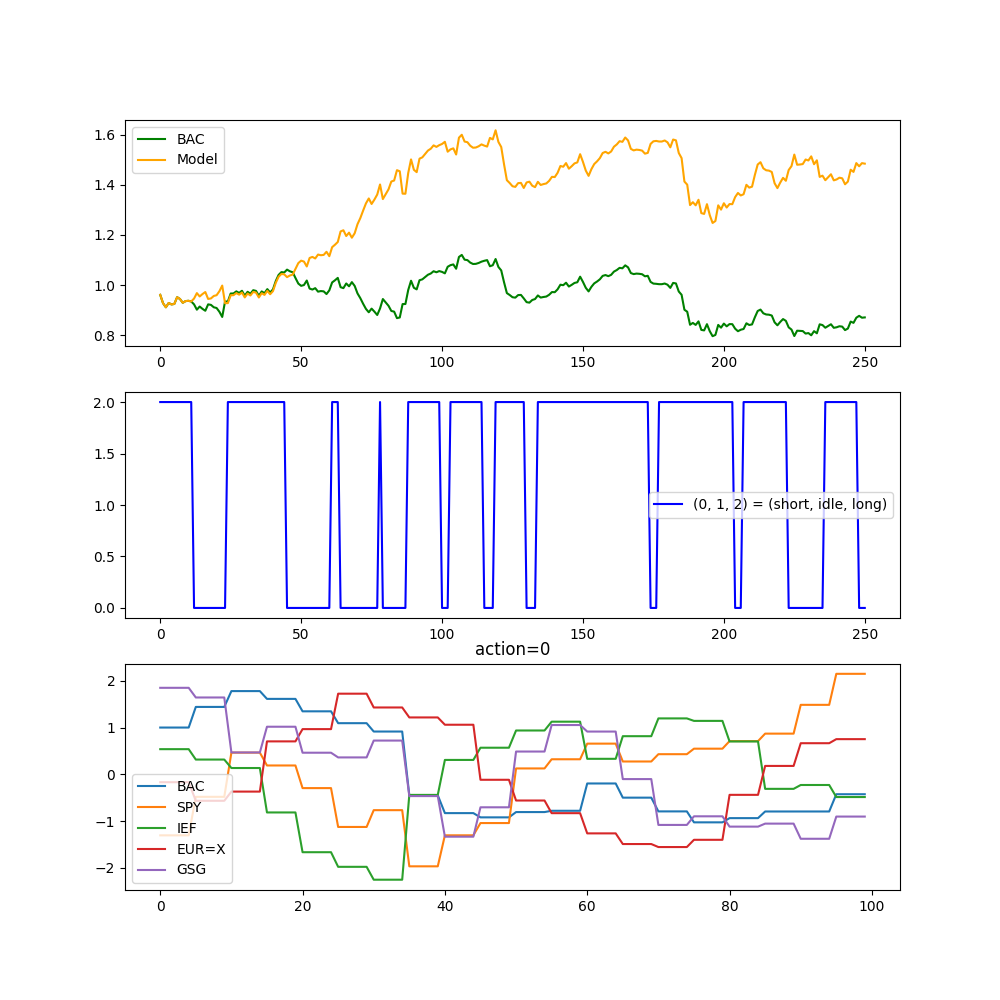 BAC
Model
1.6
1.4
1.2
1.0
0.8
0 50 100 150 200 250
2.0
1.5
1.0
0.5
0.0
(0, 1, 2) = (short, idle, long)
0 50 100 150 200 250
action=0
2
1
0
−1
−2
BAC
SPY
IEF
EUR=X
GSG
0 20 40 60 80 100